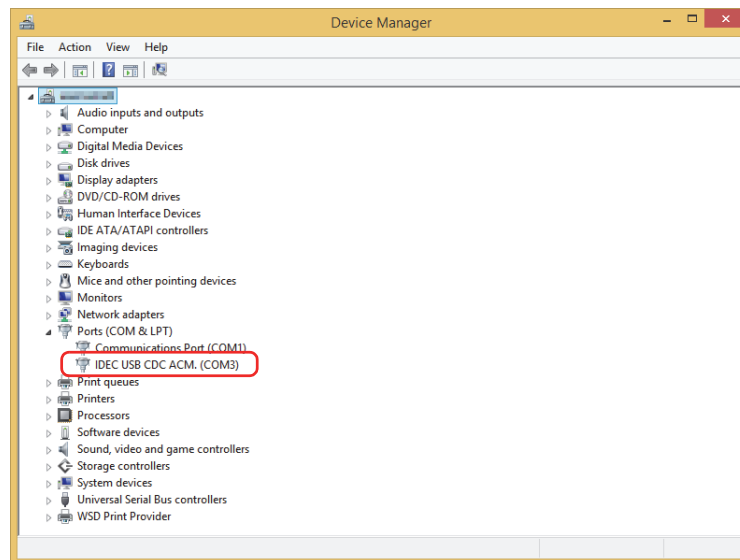 Device Manager
File Action View Help
Audio inputs and outputs
Computer
Digital Media Devices
Disk drives
Display adapters
DVD/CD-ROM drives
Human Interface Devices
IDE ATA/ATAPI controllers
Imaging devices
Keyboards
Mice and other pointing devices
Monitors
Network adapters
Ports (COM & LPT)
Communications Port (COM1)
IDEC USB CDC ACM. (COM3)
Print queues
Printers
Processors
Software devices
Sound, video and game controllers
Storage controllers
System devices
Universal Serial Bus controllers
WSD Print Provider